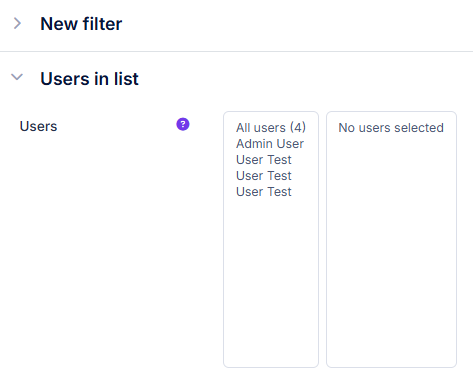 New filter
Users in list
Users
?
All users (4)
Admin User
User Test
User Test
User Test
No users selected